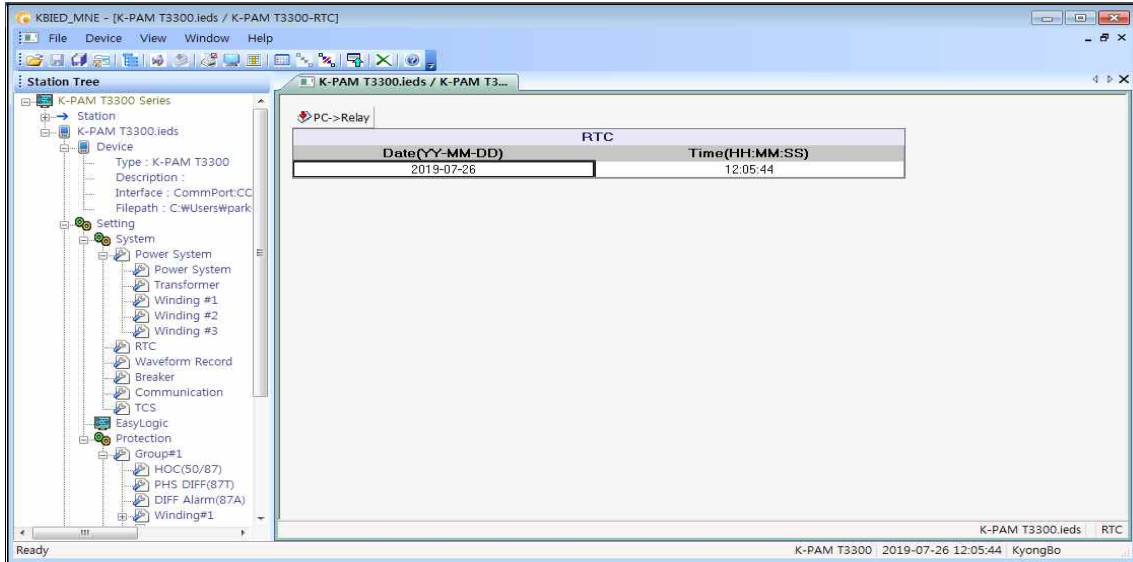 KBIED_MNE - [K-PAM T3300.ieds / K-PAM T3300-RTC]
File Device View Window Help
Station Tree
K-PAM T3300 Series
Station
K-PAM T3300.ieds
Device
Type : K-PAM T3300
Description :
Interface : CommPort:CC
Filepath : C:₩Users₩park
Setting
System
Power System
Power System
Transformer
Winding #1
Winding #2
Winding #3
RTC
Waveform Record
Breaker
Communication
TCS
EasyLogic
Protection
Group#1
HOC(50/87)
PHS DIFF(87T)
DIFF Alarm(87A)
Winding#1
K-PAM T3300.ieds / K-PAM T3...
PC->Relay
RTC
Date(YY-MM-DD) Time(HH:MM:SS)
2019-07-26 12:05:44
K-PAM T3300.ieds RTC
Ready K-PAM T3300 2019-07-26 12:05:44 KyongBo